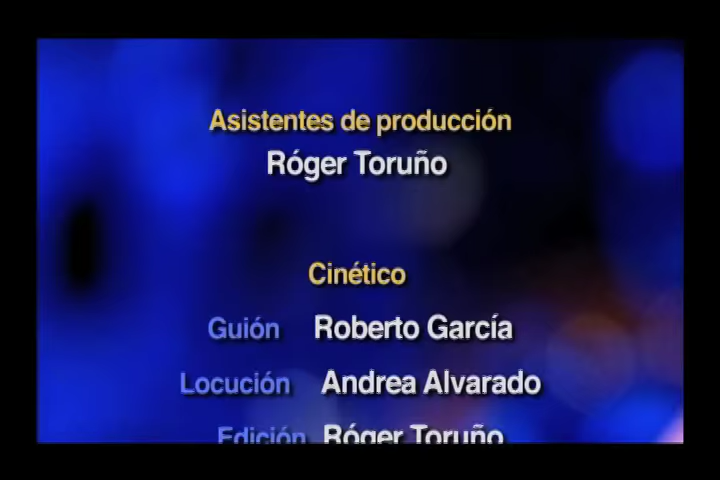 Asistentes de producción
Róger Toruño
Cinético
Guión Roberto García
Locución Andrea Alvarado
Edición Róger Toruño